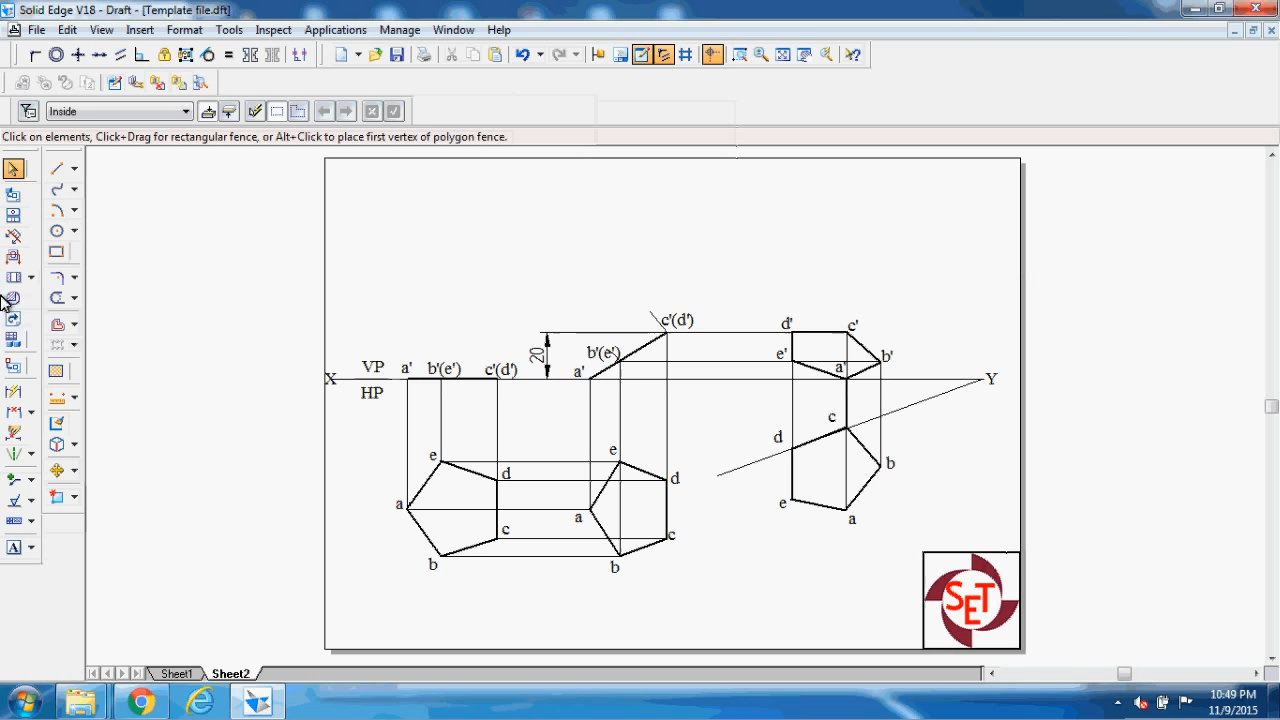 Solid Edge V18 - Draft - [Template file.dft]
File Edit View Insert Format Tools Inspect Applications Manage Window Help
Inside
Click on elements, Click+Drag for rectangular fence, or Alt+Click to place first vertex of polygon fence.
c'(d') d' c'
b'(e') e' b'
20
VP a' b'(e') c'(d') a' a'
X Y
HP
c
d
e e b
d d
a a e a
c c
b b
SET
Sheet1 Sheet2
10:49 PM
11/9/2015